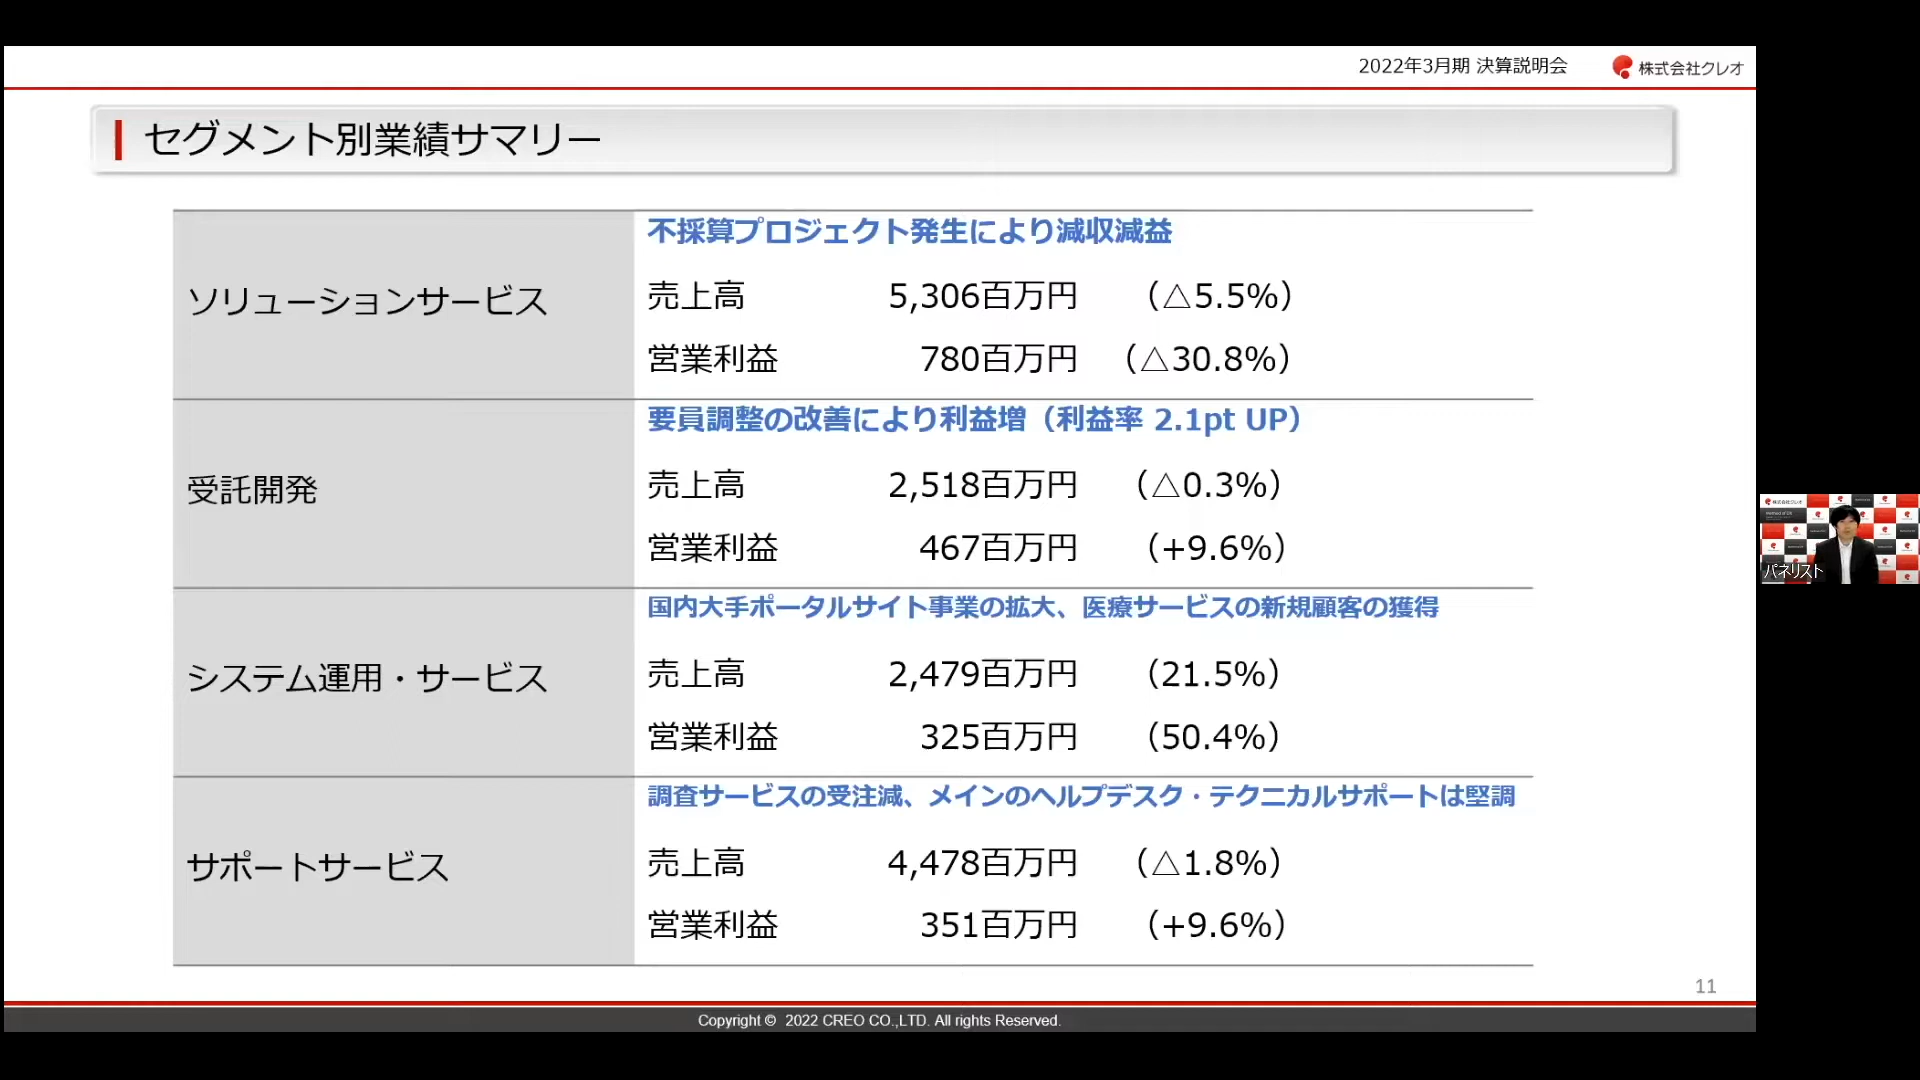 2022年3月期 決算説明会
株式会社クレオ
セグメント別業績サマリー
ソリューションサービス
不採算プロジェクト発生により減収減益
売上高 5,306百万円 (△5.5%)
営業利益 780百万円 (△30.8%)
受託開発
要員調整の改善により利益増（利益率 2.1pt UP）
売上高 2,518百万円 (△0.3%)
営業利益 467百万円 (+9.6%)
システム運用・サービス
国内大手ポータルサイト事業の拡大、医療サービスの新規顧客の獲得
売上高 2,479百万円 (21.5%)
営業利益 325百万円 (50.4%)
サポートサービス
調査サービスの受注減、メインのヘルプデスク・テクニカルサポートは堅調
売上高 4,478百万円 (△1.8%)
営業利益 351百万円 (+9.6%)
11
Copyright © 2022 CREO CO.,LTD. All rights Reserved.
株式会社クレオ
パネリスト